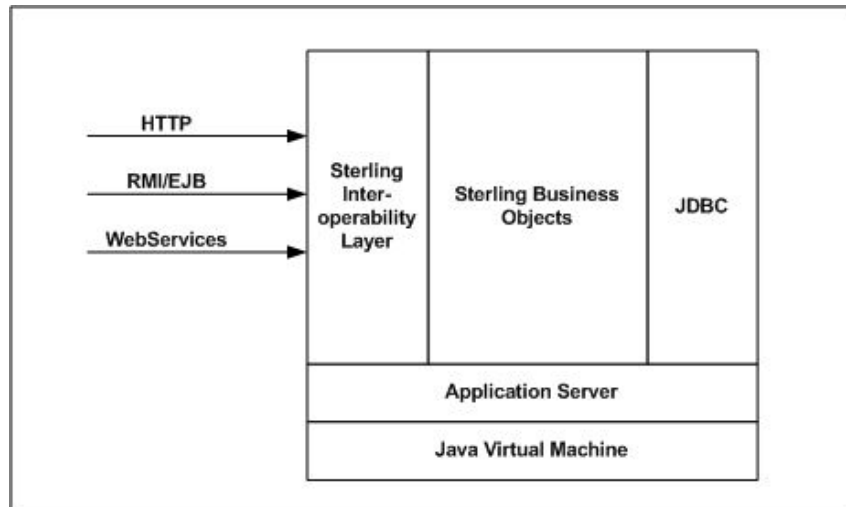 HTTP
RMI/EJB
WebServices
Sterling
Inter-
operability
Layer
Sterling Business
Objects
JDBC
Application Server
Java Virtual Machine